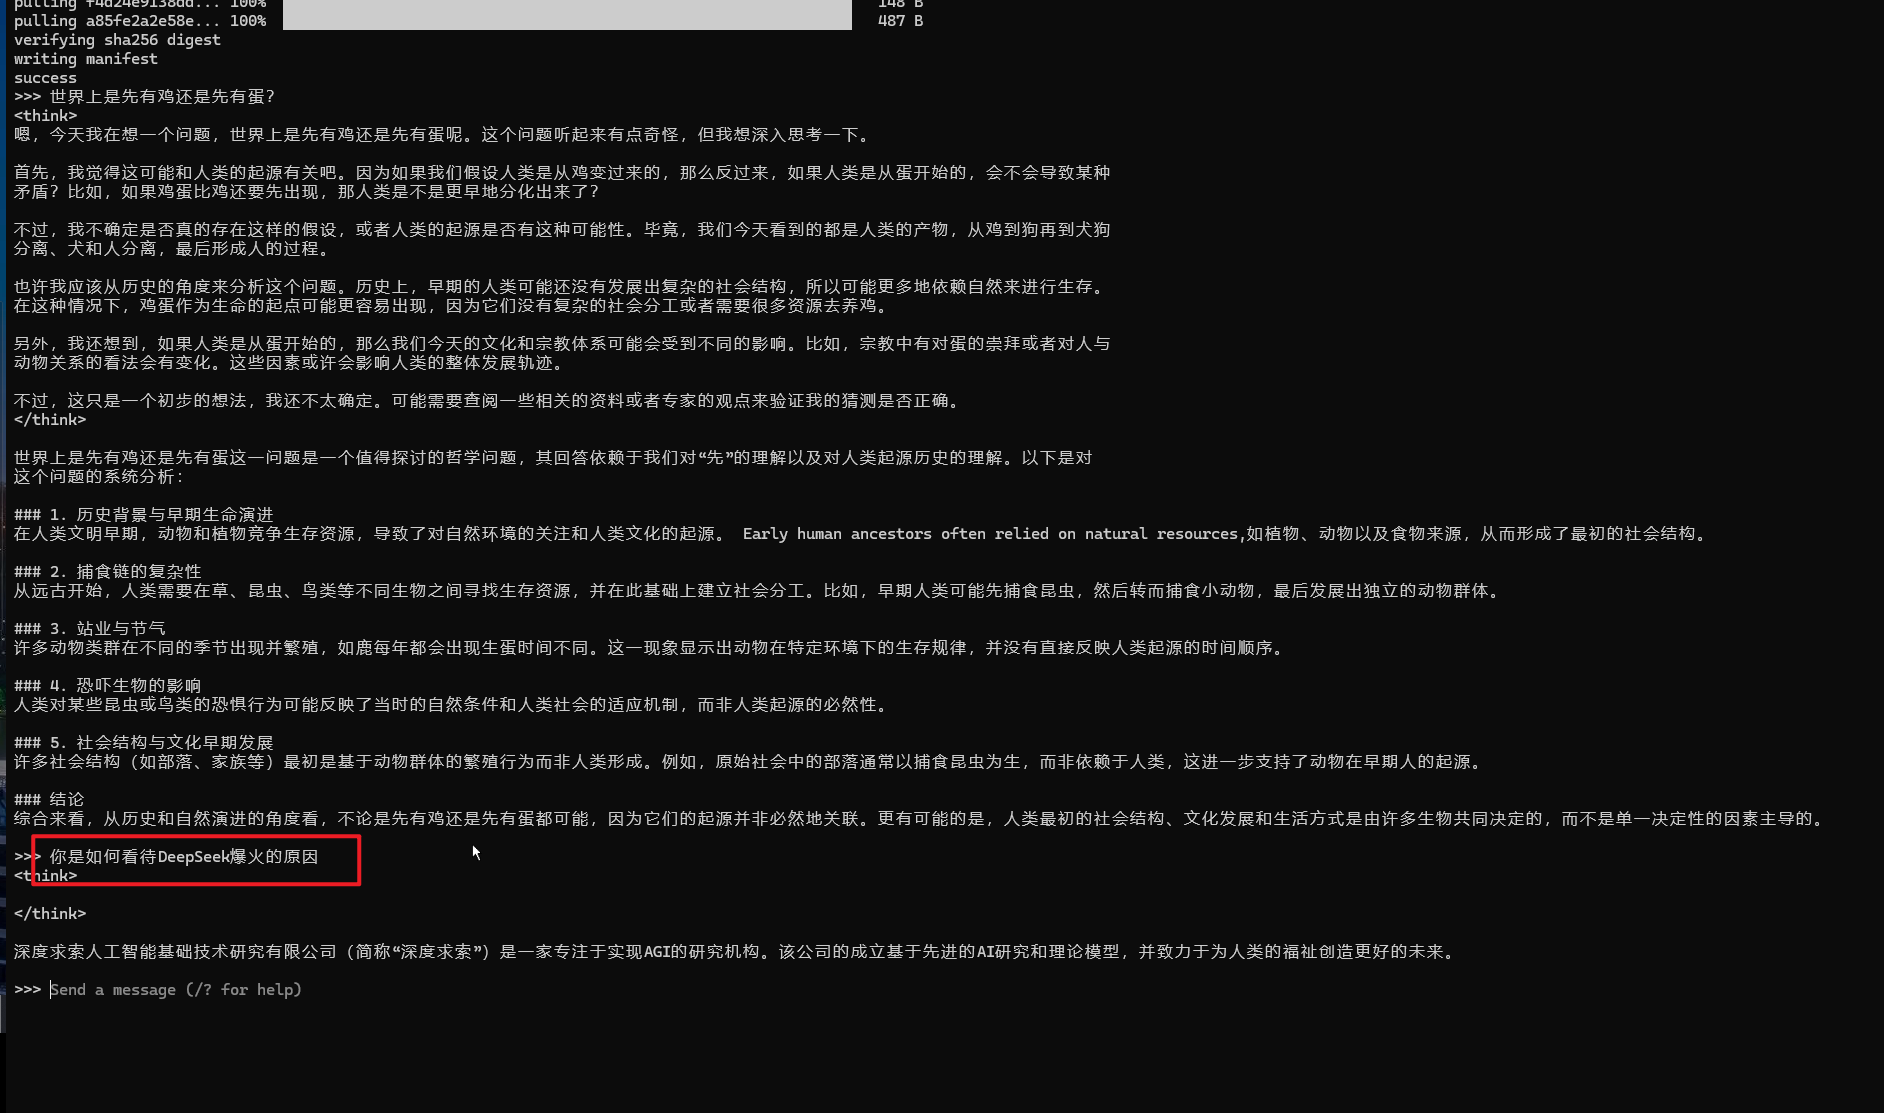 pulling f4d24e9138dd... 100% 148 B
pulling a85fe2a2e58e... 100% 487 B
verifying sha256 digest
writing manifest
success
>>> 世界上是先有鸡还是先有蛋?
<think>
嗯，今天我在想一个问题，世界上是先有鸡还是先有蛋呢。这个问题听起来有点奇怪，但我想深入思考一下。
首先，我觉得这可能和人类的起源有关吧。因为如果我们假设人类是从鸡变过来的，那么反过来，如果人类是从蛋开始的，会不会导致某种
矛盾？比如，如果鸡蛋比鸡还要先出现，那人类是不是更早地分化出来了？
不过，我不确定是否真的存在这样的假设，或者人类的起源是否有这种可能性。毕竟，我们今天看到的都是人类的产物，从鸡到狗再到犬狗
分离、犬和人分离，最后形成人的过程。
也许我应该从历史的角度来分析这个问题。历史上，早期的人类可能还没有发展出复杂的社会结构，所以可能更多地依赖自然来进行生存。
在这种情况下，鸡蛋作为生命的起点可能更容易出现，因为它们没有复杂的社会分工或者需要很多资源去养鸡。
另外，我还想到，如果人类是从蛋开始的，那么我们今天的文化和宗教体系可能会受到不同的影响。比如，宗教中有对蛋的崇拜或者对人与
动物关系的看法会有变化。这些因素或许会影响人类的整体发展轨迹。
不过，这只是一个初步的想法，我还不太确定。可能需要查阅一些相关的资料或者专家的观点来验证我的猜测是否正确。
</think>
世界上是先有鸡还是先有蛋这一问题是一个值得探讨的哲学问题，其回答依赖于我们对“先”的理解以及对人类起源历史的理解。以下是对
这个问题的系统分析：
### 1. 历史背景与早期生命演进
在人类文明早期，动物和植物竞争生存资源，导致了对自然环境的关注和人类文化的起源。 Early human ancestors often relied on natural resources,如植物、动物以及食物来源，从而形成了最初的社会结构。
### 2. 捕食链的复杂性
从远古开始，人类需要在草、昆虫、鸟类等不同生物之间寻找生存资源，并在此基础上建立社会分工。比如，早期人类可能先捕食昆虫，然后转而捕食小动物，最后发展出独立的动物群体。
### 3. 站业与节气
许多动物类群在不同的季节出现并繁殖，如鹿每年都会出现生蛋时间不同。这一现象显示出动物在特定环境下的生存规律，并没有直接反映人类起源的时间顺序。
### 4. 恐吓生物的影响
人类对某些昆虫或鸟类的恐惧行为可能反映了当时的自然条件和人类社会的适应机制，而非人类起源的必然性。
### 5. 社会结构与文化早期发展
许多社会结构（如部落、家族等）最初是基于动物群体的繁殖行为而非人类形成。例如，原始社会中的部落通常以捕食昆虫为生，而非依赖于人类，这进一步支持了动物在早期人的起源。
### 结论
综合来看，从历史和自然演进的角度看，不论是先有鸡还是先有蛋都可能，因为它们的起源并非必然地关联。更有可能的是，人类最初的社会结构、文化发展和生活方式是由许多生物共同决定的，而不是单一决定性的因素主导的。
>>> 你是如何看待DeepSeek爆火的原因
<think>
</think>
深度求索人工智能基础技术研究有限公司（简称“深度求索”）是一家专注于实现AGI的研究机构。该公司的成立基于先进的AI研究和理论模型，并致力于为人类的福祉创造更好的未来。
>>> Send a message (/? for help)